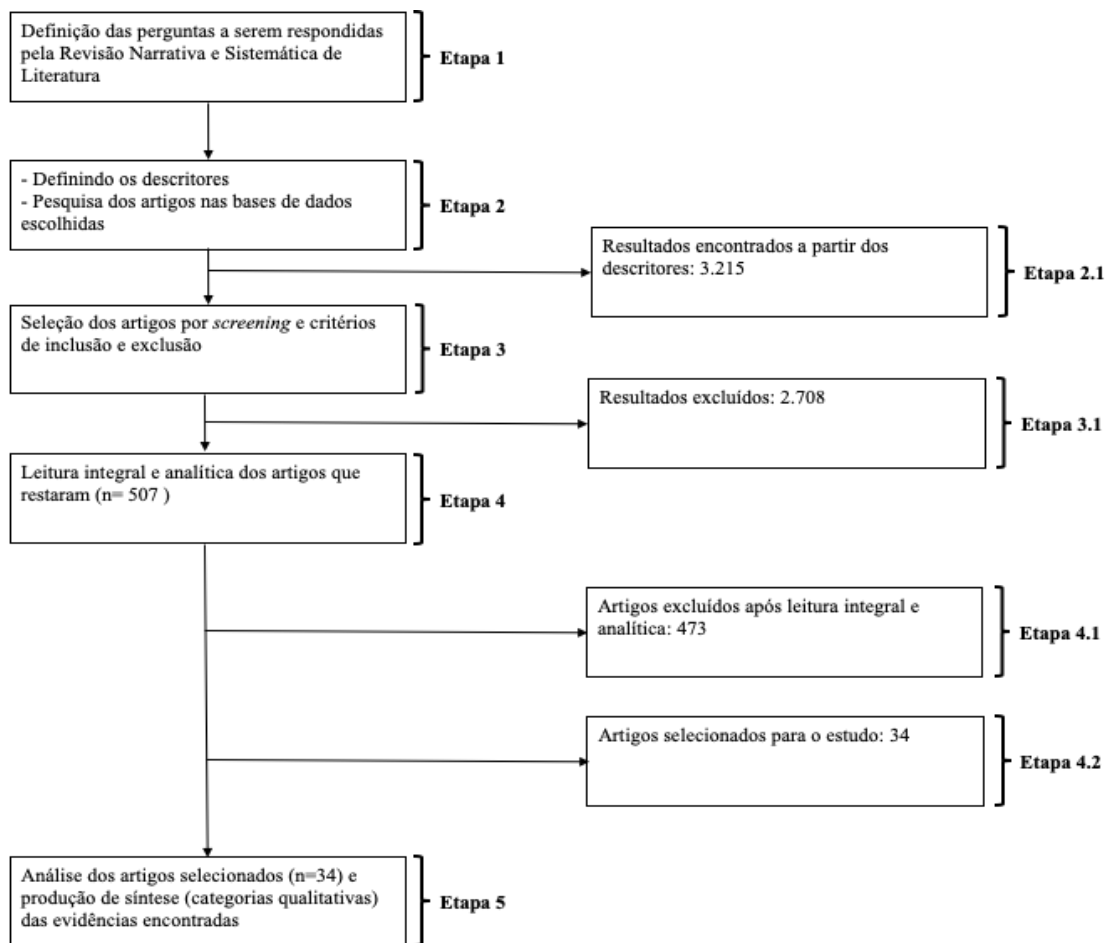 Definição das perguntas a serem respondidas
pela Revisão Narrativa e Sistemática de
Literatura
Etapa 1
- Definindo os descritores
- Pesquisa dos artigos nas bases de dados
escolhidas
Etapa 2
Resultados encontrados a partir dos
descritores: 3.215
Etapa 2.1
Seleção dos artigos por screening e critérios
de inclusão e exclusão
Etapa 3
Resultados excluídos: 2.708
Etapa 3.1
Leitura integral e analítica dos artigos que
restaram (n= 507 )
Etapa 4
Artigos excluídos após leitura integral e
analítica: 473
Etapa 4.1
Artigos selecionados para o estudo: 34
Etapa 4.2
Análise dos artigos selecionados (n=34) e
produção de síntese (categorias qualitativas)
das evidências encontradas
Etapa 5